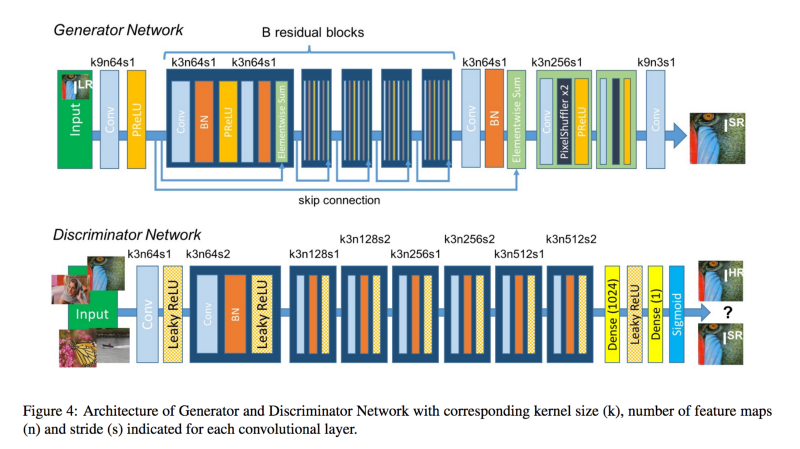 Generator Network
B residual blocks
k9n64s1
k3n64s1
k3n64s1
k3n64s1
k3n256s1
k9n3s1
I LR
Input
Conv
PReLU
Conv
BN
PReLU
Elementwise Sum
Conv
BN
Elementwise Sum
Conv
PixelShuffler x2
PReLU
Conv
I SR
skip connection
Discriminator Network
k3n64s1
k3n64s2
k3n128s1
k3n128s2
k3n256s1
k3n256s2
k3n512s1
k3n512s2
Input
Conv
Leaky ReLU
Conv
BN
Leaky ReLU
Dense (1024)
Leaky ReLU
Dense (1)
Sigmoid
I HR
?
I SR
Figure 4: Architecture of Generator and Discriminator Network with corresponding kernel size (k), number of feature maps
(n) and stride (s) indicated for each convolutional layer.